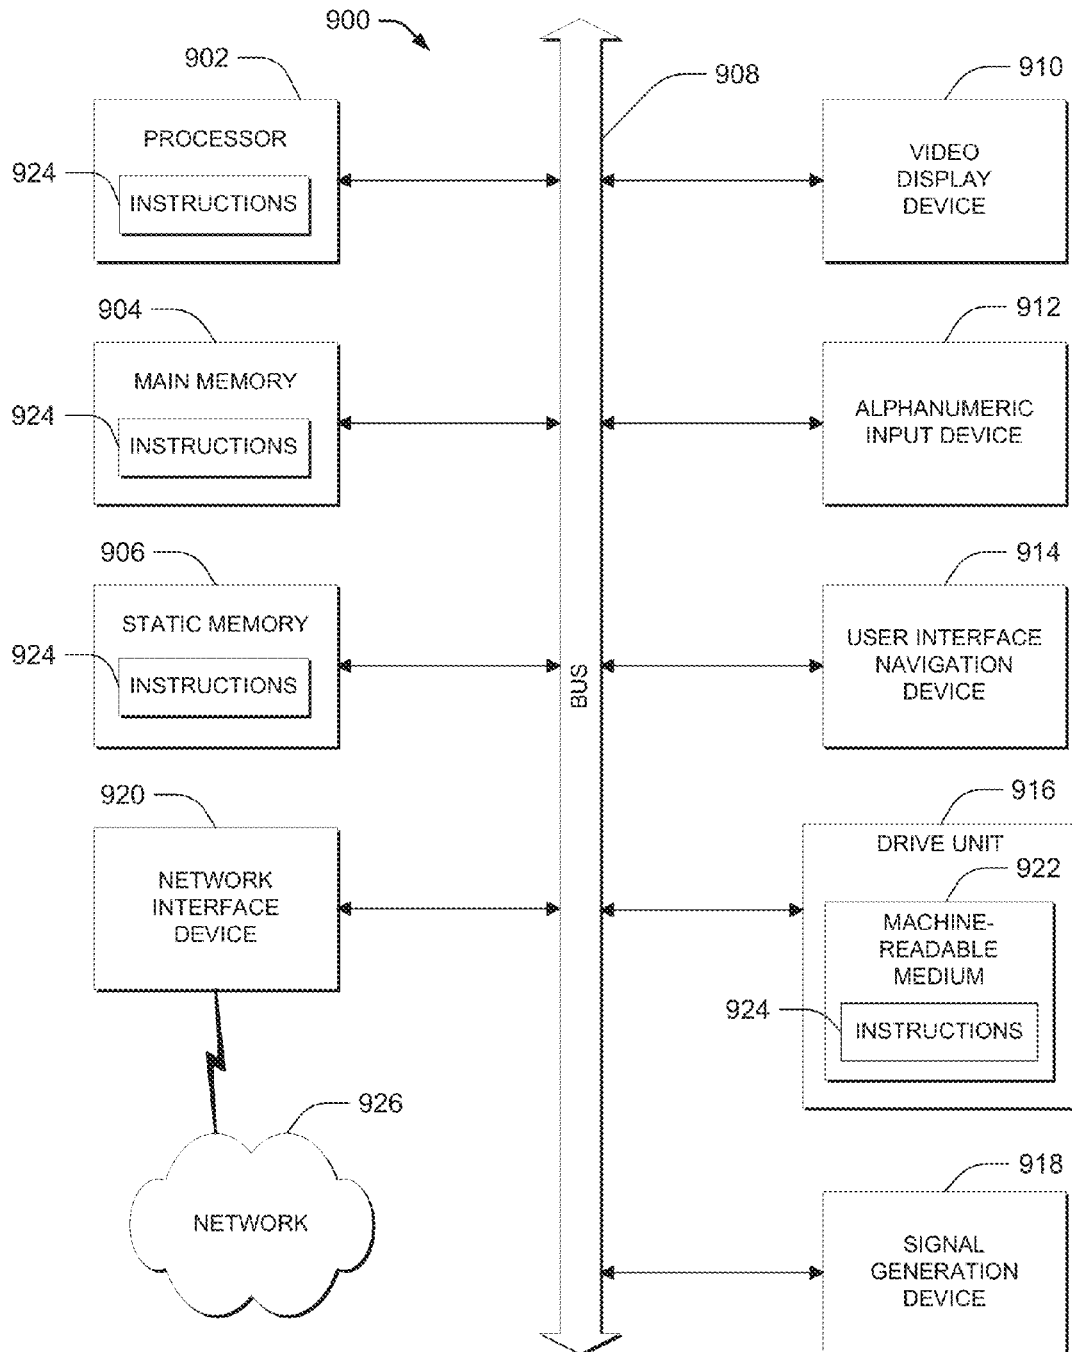 900
902
908
910
PROCESSOR
924
INSTRUCTIONS
VIDEO
DISPLAY
DEVICE
904
912
MAIN MEMORY
924
INSTRUCTIONS
ALPHANUMERIC
INPUT DEVICE
906
914
STATIC MEMORY
924
INSTRUCTIONS
BUS
USER INTERFACE
NAVIGATION
DEVICE
920
916
NETWORK
INTERFACE
DEVICE
DRIVE UNIT
922
MACHINE-
READABLE
MEDIUM
924
INSTRUCTIONS
926
NETWORK
918
SIGNAL
GENERATION
DEVICE